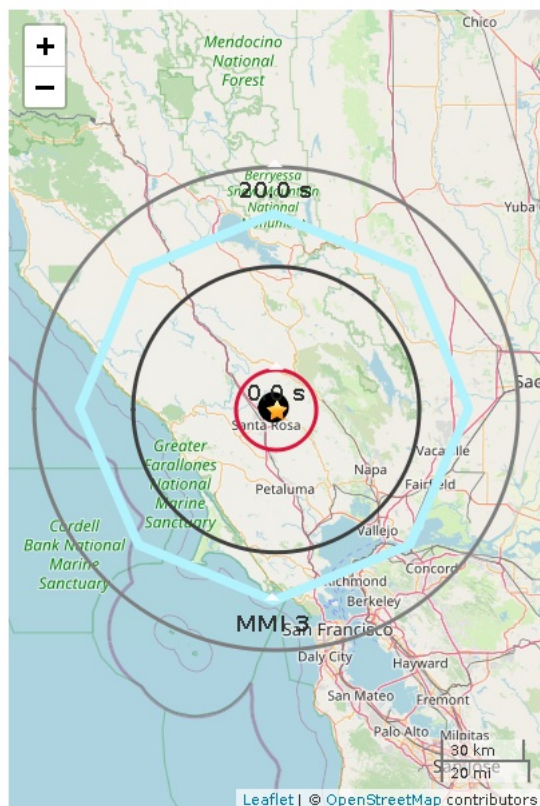 +
Chico
Mendocino
National
Forest
−
Berryessa
Snow Mountain
National
Monument
20.0 s
Yuba
0.0 s
Sac
Santa Rosa
Greater
Farallones
National
Marine
Sanctuary
Vacaville
Napa
Fairfield
Petaluma
Vallejo
Cordell
Bank National
Marine
Sanctuary
Concord
Richmond
Berkeley
MMI 3
San Francisco
Daly City
Hayward
San Mateo
Fremont
Palo Alto
Milpitas
30 km
San Jose
20 mi
Leaflet | © OpenStreetMap contributors